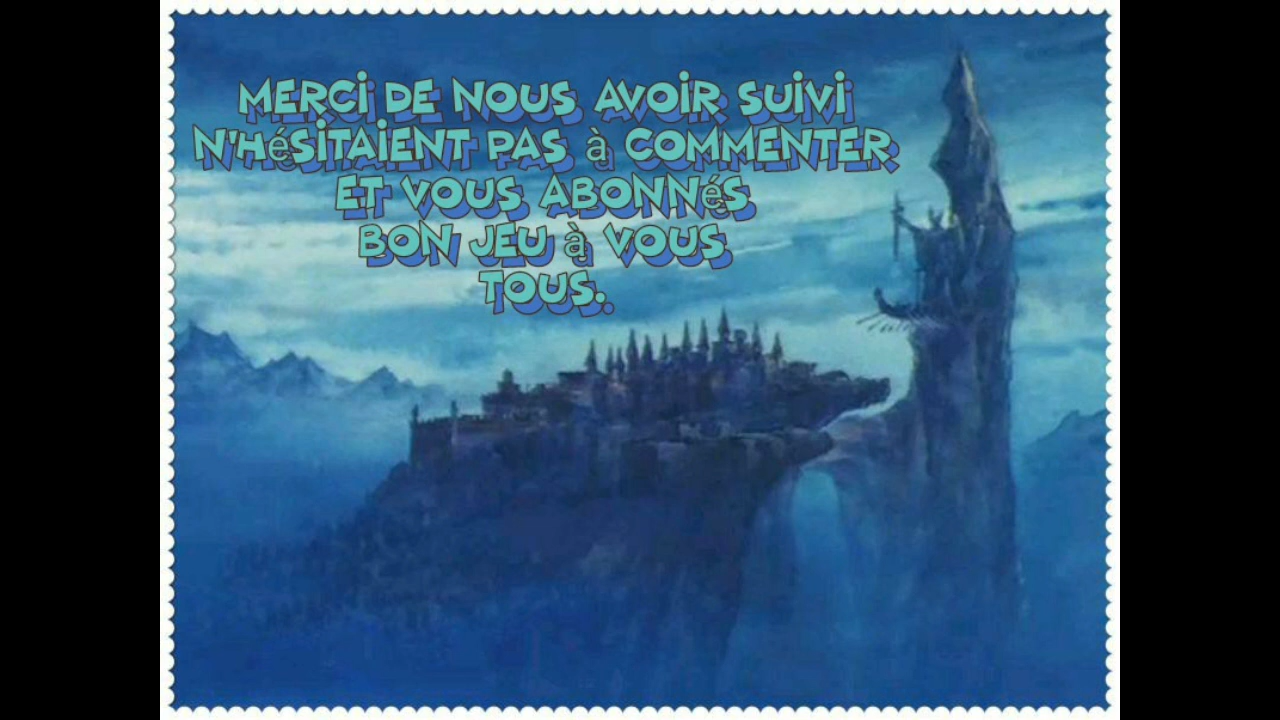 MERCI DE NOUS AVOIR SUIVI
N'HéSITAIENT PAS à COMMENTER
ET VOUS ABONNéS
BON JEU à VOUS
TOUS.